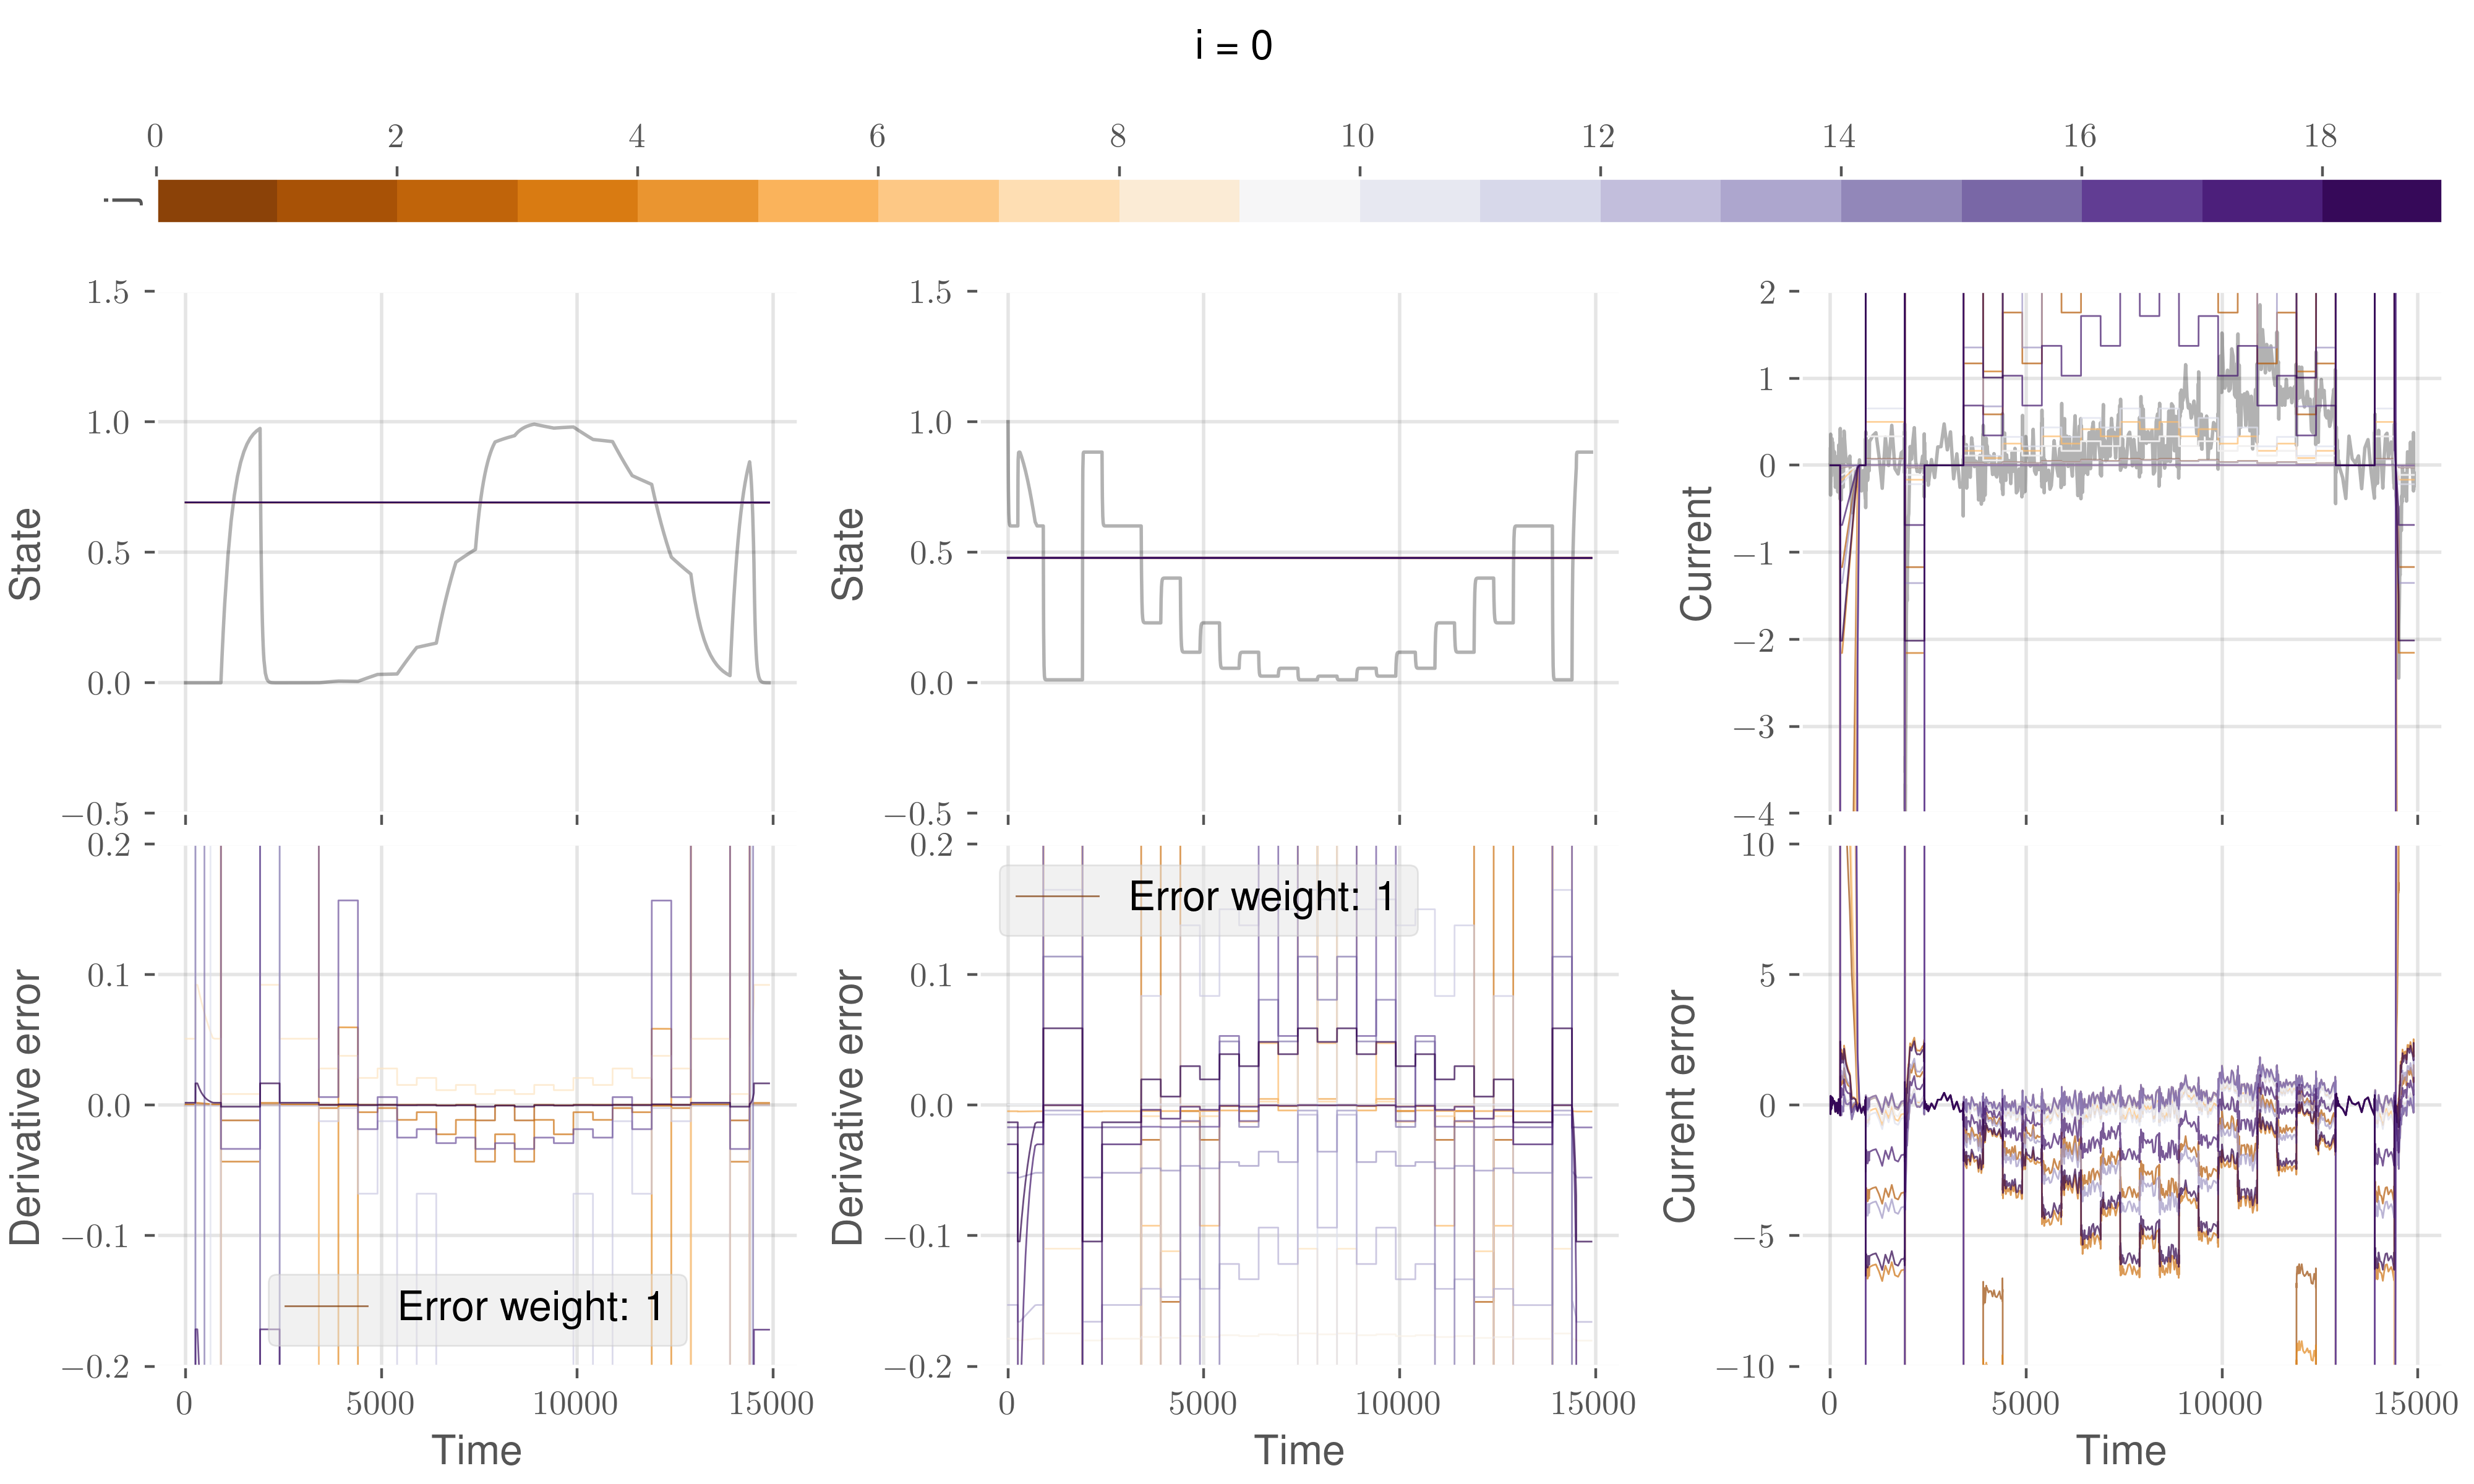 i = 0
0 2 4 6 8 10 12 14 16 18
j
1.5 1.0 0.5 0.0 −0.5
State
1.5 1.0 0.5 0.0 −0.5
State
2 1 0 −1 −2 −3 −4
Current
0.2 0.1 0.0 −0.1 −0.2
Derivative error
Error weight: 1
0 5000 10000 15000
Time
0.2 0.1 0.0 −0.1 −0.2
Derivative error
Error weight: 1
0 5000 10000 15000
Time
10 5 0 −5 −10
Current error
0 5000 10000 15000
Time